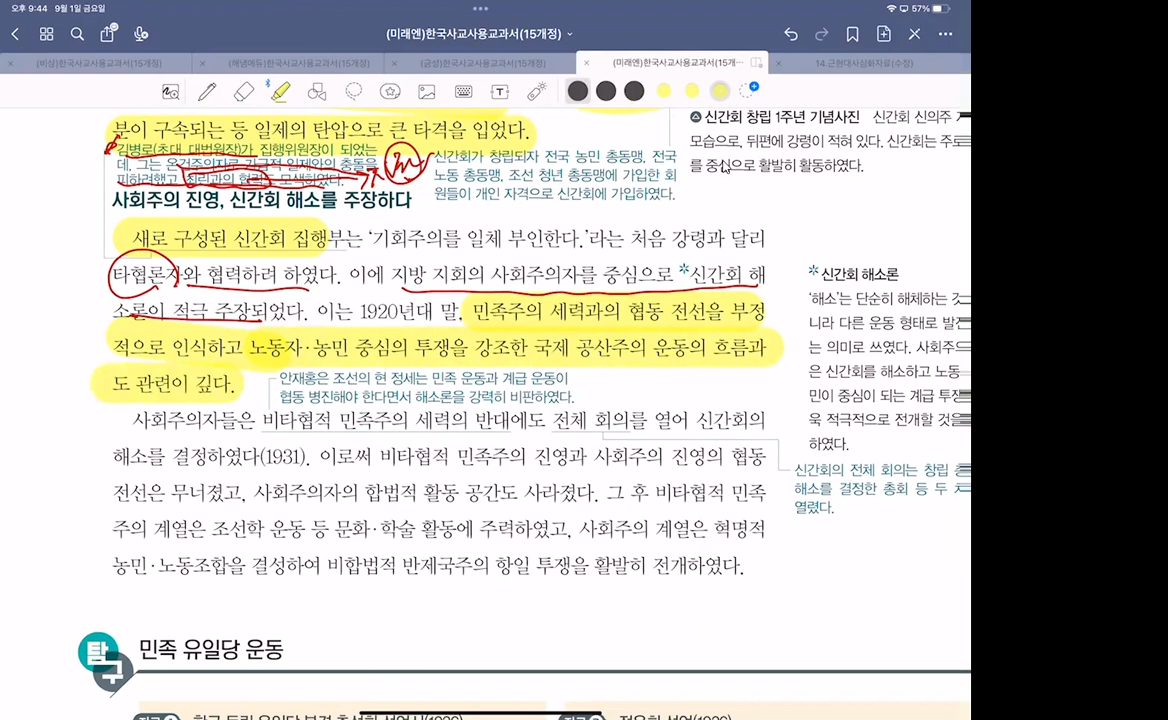 오후 9:44 9월 1일 금요일
57%
(미래엔)한국사교사용교과서(15개정)
(비상)한국사교사용교과서(15개정)
(해냄에듀)한국사교사용교과서(15개정)
(금성)한국사교사용교과서(15개정)
(미래엔)한국사교사용교과서(15개…
14.근현대사심화자료(수정)
부이 구속되는 등 일제의 탄압으로 큰 타격을 입었다.
김병로(초대 대법원장)가 집행위원장이 되었는
데, 그는 온건주의자로 가급적 일제와의 충돌을
피하려했고, 최린과의 협력도 모색하였다.
신간회가 창립되자 전국 농민 총동맹, 전국
노동 총동맹, 조선 청년 총동맹에 가입한 회
원들이 개인 자격으로 신간회에 가입하였다.
신간회 창립 1주년 기념사진 신간회 신의주
모습으로, 뒤편에 강령이 적혀 있다. 신간회는 주로
를 중심으로 활발히 활동하였다.
사회주의 진영, 신간회 해소를 주장하다
새로 구성된 신간회 집행부는 ‘기회주의를 일체 부인한다.’라는 처음 강령과 달리
타협론자와 협력하려 하였다. 이에 지방 지회의 사회주의자를 중심으로 *신간회 해
소론이 적극 주장되었다. 이는 1920년대 말, 민족주의 세력과의 협동 전선을 부정
적으로 인식하고 노동자·농민 중심의 투쟁을 강조한 국제 공산주의 운동의 흐름과
도 관련이 깊다.
안재홍은 조선의 현 정세는 민족 운동과 계급 운동이
협동 병진해야 한다면서 해소론을 강력히 비판하였다.
사회주의자들은 비타협적 민족주의 세력의 반대에도 전체 회의를 열어 신간회의
해소를 결정하였다(1931). 이로써 비타협적 민족주의 진영과 사회주의 진영의 협동
전선은 무너졌고, 사회주의자의 합법적 활동 공간도 사라졌다. 그 후 비타협적 민족
주의 계열은 조선학 운동 등 문화·학술 활동에 주력하였고, 사회주의 계열은 혁명적
농민·노동조합을 결성하여 비합법적 반제국주의 항일 투쟁을 활발히 전개하였다.
* 신간회 해소론
‘해소’는 단순히 해체하는 것
니라 다른 운동 형태로 발전
는 의미로 쓰였다. 사회주의
은 신간회를 해소하고 노동
민이 중심이 되는 계급 투쟁
욱 적극적으로 전개할 것을
하였다.
신간회의 전체 회의는 창립
해소를 결정한 총회 등 두
열렸다.
탐구
민족 유일당 운동